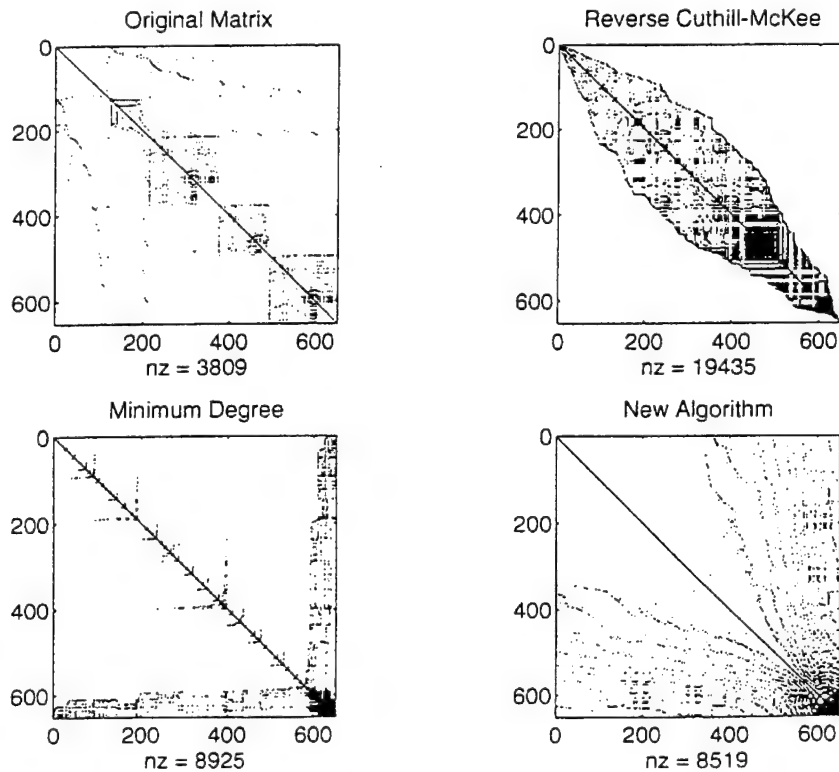 Original Matrix
0
200
400
600
0 200 400 600
nz = 3809
Reverse Cuthill-McKee
0
200
400
600
0 200 400 600
nz = 19435
Minimum Degree
0
200
400
600
0 200 400 600
nz = 8925
New Algorithm
0
200
400
600
0 200 400 600
nz = 8519